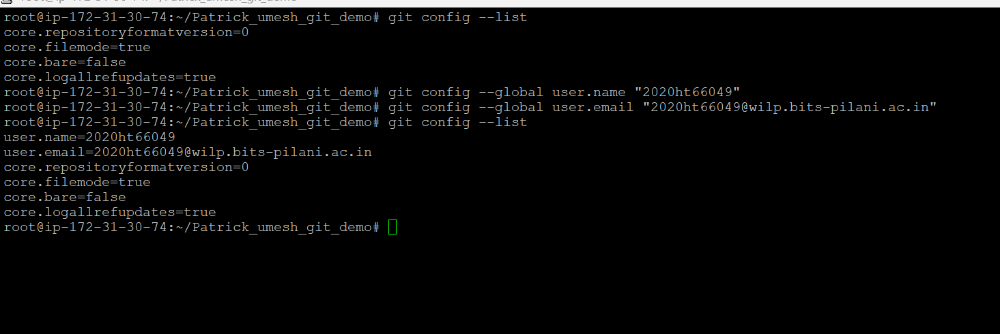 root@ip-172-31-30-74:~/Patrick_umesh_git_demo# git config --list
core.repositoryformatversion=0
core.filemode=true
core.bare=false
core.logallrefupdates=true
root@ip-172-31-30-74:~/Patrick_umesh_git_demo# git config --global user.name "2020ht66049"
root@ip-172-31-30-74:~/Patrick_umesh_git_demo# git config --global user.email "2020ht66049@wilp.bits-pilani.ac.in"
root@ip-172-31-30-74:~/Patrick_umesh_git_demo# git config --list
user.name=2020ht66049
user.email=2020ht66049@wilp.bits-pilani.ac.in
core.repositoryformatversion=0
core.filemode=true
core.bare=false
core.logallrefupdates=true
root@ip-172-31-30-74:~/Patrick_umesh_git_demo#